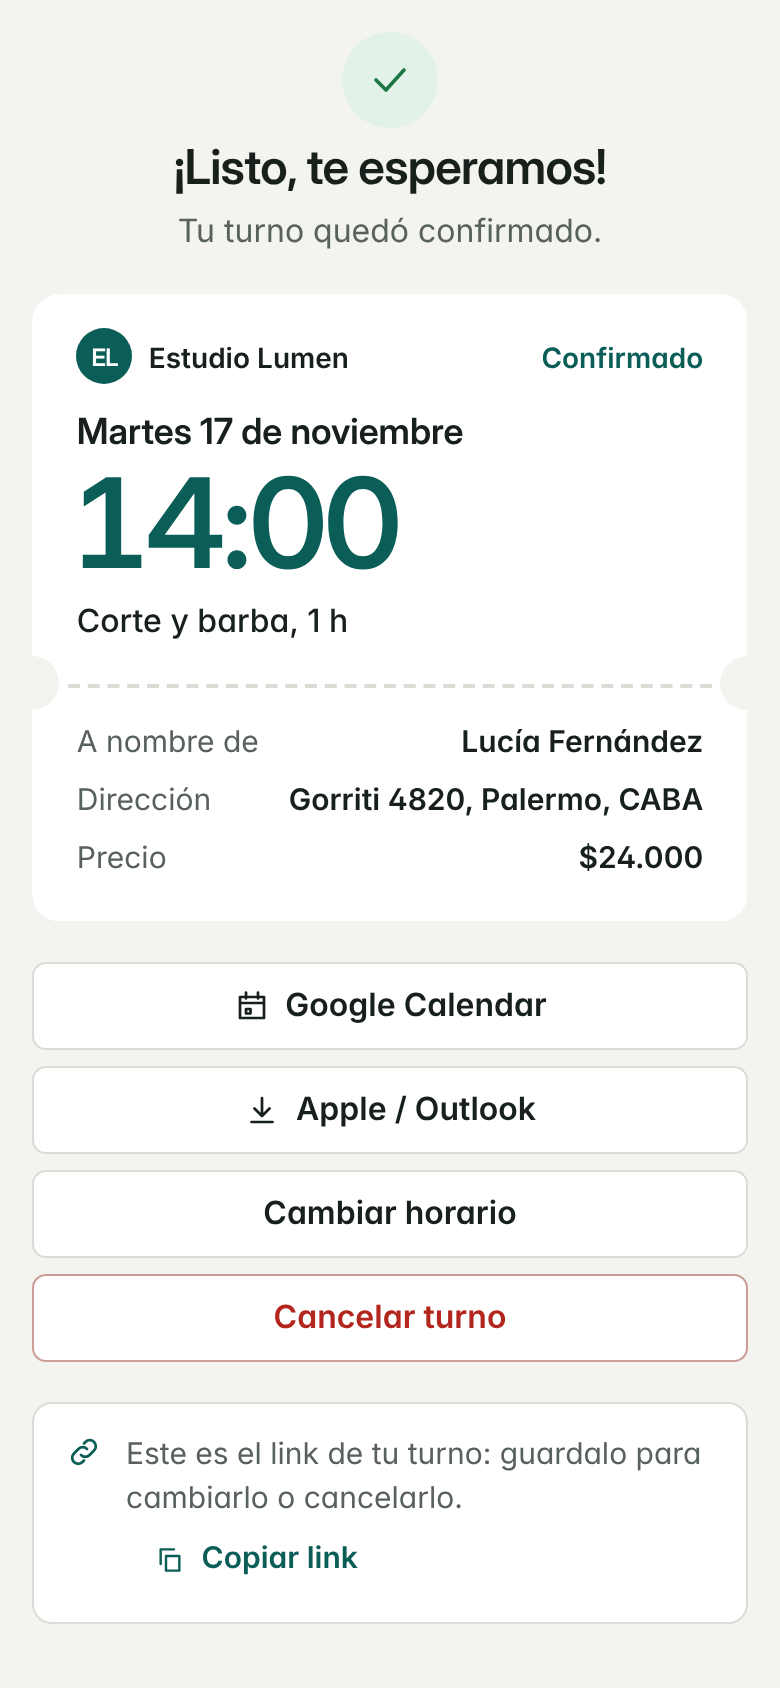 ¡Listo, te esperamos!
Tu turno quedó confirmado.
EL Estudio Lumen Confirmado
Martes 17 de noviembre
14:00
Corte y barba, 1 h
A nombre de Lucía Fernández
Dirección Gorriti 4820, Palermo, CABA
Precio $24.000
Google Calendar
Apple / Outlook
Cambiar horario
Cancelar turno
Este es el link de tu turno: guardalo para
cambiarlo o cancelarlo.
Copiar link